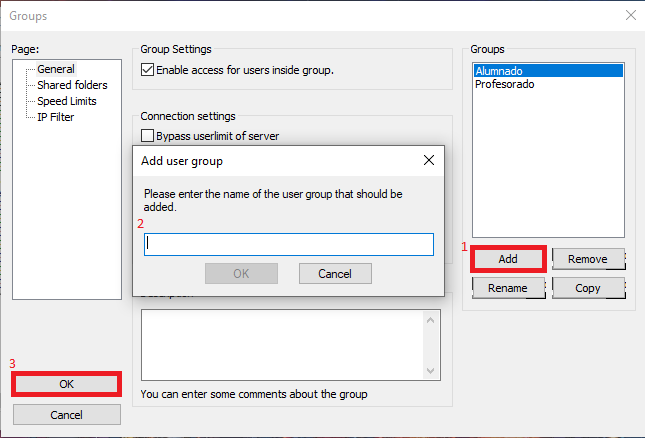 Groups
Page:
General
Shared folders
Speed Limits
IP Filter
Group Settings
Enable access for users inside group.
Connection settings
Bypass userlimit of server
Groups
Alumnado
Profesorado
1
Add
Remove
Rename
Copy
Add user group
Please enter the name of the user group that should be
added.
2
OK
Cancel
You can enter some comments about the group
3
OK
Cancel